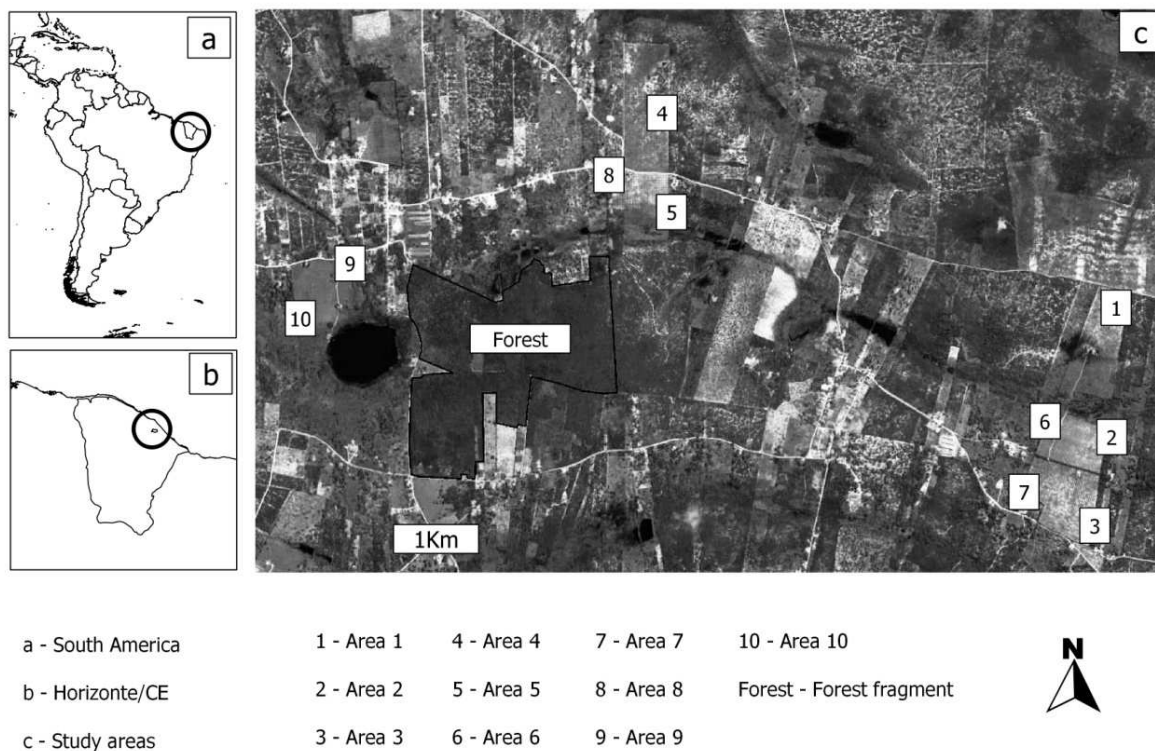 a
b
c
4
8
5
9
10
Forest
1
6
2
7
3
1Km
a - South America
b - Horizonte/CE
c - Study areas
1 - Area 1
2 - Area 2
3 - Area 3
4 - Area 4
5 - Area 5
6 - Area 6
7 - Area 7
8 - Area 8
9 - Area 9
10 - Area 10
Forest - Forest fragment
N